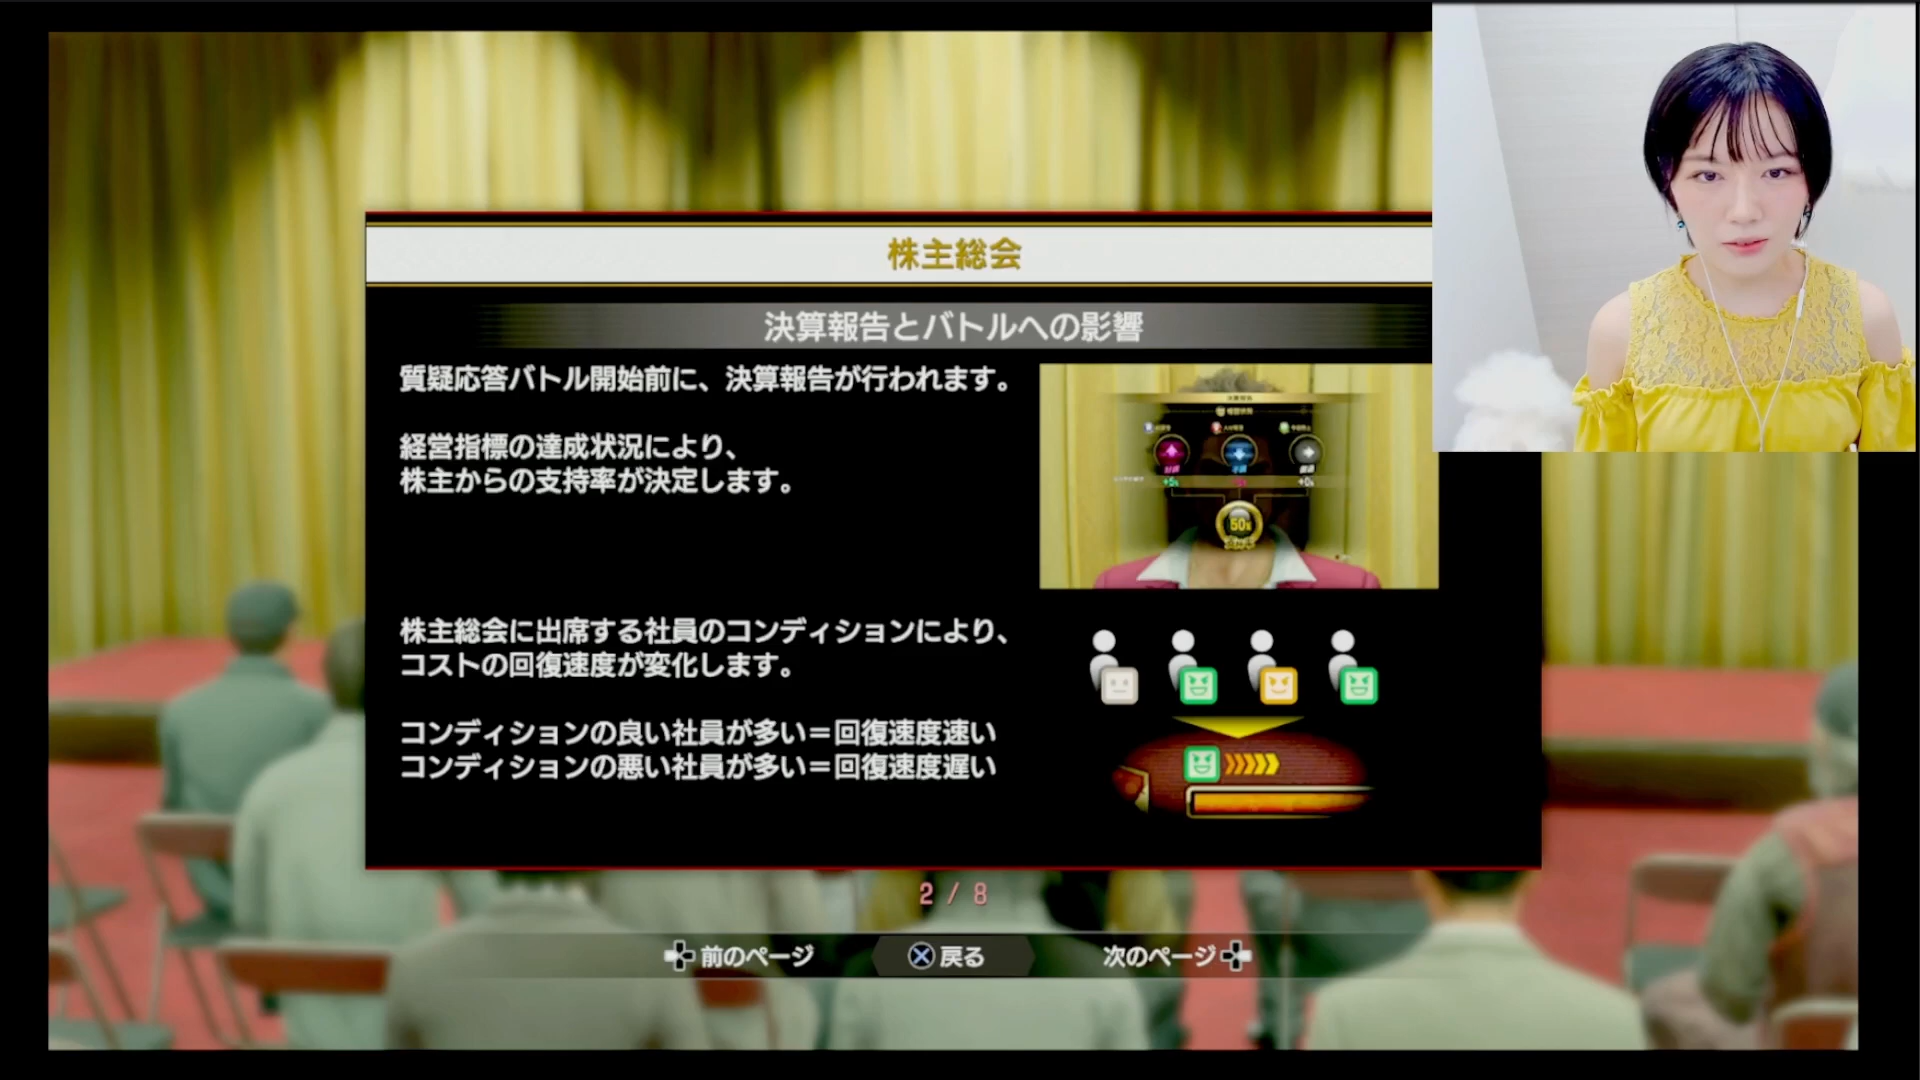 株主総会
決算報告とバトルへの影響
質疑応答バトル開始前に、決算報告が行われます。
経営指標の達成状況により、
株主からの支持率が決定します。
好調
不調
普通
+5%
+0%
50%
株主総会に出席する社員のコンディションにより、
コストの回復速度が変化します。
コンディションの良い社員が多い＝回復速度速い
コンディションの悪い社員が多い＝回復速度遅い
2 / 8
前のページ
戻る
次のページ